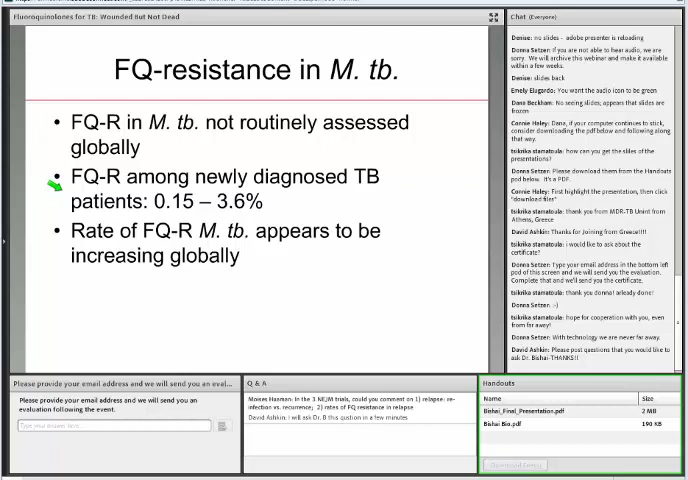 Fluoroquinolones for TB: Wounded But Not Dead
FQ-resistance in M. tb.
• FQ-R in M. tb. not routinely assessed
globally
• FQ-R among newly diagnosed TB
patients: 0.15 – 3.6%
• Rate of FQ-R M. tb. appears to be
increasing globally
Chat (Everyone)
Denise: no slides - adobe presenter is reloading
Donna Setzer: If you are not able to hear audio, we are
sorry. We will archive this webinar and make it available
within a few weeks.
Denise: slides back
Emely Elugardo: You want the audio icon to be green
Dana Beckham: No seeing slides; appears that slides are
frozen
Connie Haley: Dana, if your computer continues to stick,
consider downloading the pdf below and following along
that way.
tsikrika stamatoula: how can you get the slides of the
presentations?
Donna Setzer: Please download them from the Handouts
pod below. It's a PDF.
Connie Haley: First highlight the presentation, then click
"download files"
tsikrika stamatoula: thank you from MDR-TB Unint from
Athens, Greece
David Ashkin: Thanks for Joining from Greece!!!!
tsikrika stamatoula: i would like to ask about the
certificate?
Donna Setzer: Type your email address in the bottom left
pod of this screen and we will send you the evaluation.
Complete that and we'll send you the certificate.
tsikrika stamatoula: thank you donna! arleady done!
Donna Setzer: :-)
tsikrika stamatoula: hope for cooperation with you, even
from far away!
Donna Setzer: With technology we are never far away.
David Ashkin: Please post questions that you would like to
ask Dr. Bishai-THANKS!!
Please provide your email address and we will send you an eval...
Please provide your email address and we will send you an
evaluation following the event.
Type your answer here...
Q & A
Moises Huaman: In the 3 NEJM trials, could you comment on 1) relapse: re-
infection vs. recurrence; 2) rates of FQ resistance in relapse
David Ashkin: I will ask Dr. B this qustion in a few minutes
Handouts
Name Size
Bishai_Final_Presentation.pdf 2 MB
Bishai Bio.pdf 190 KB
Download File(s)